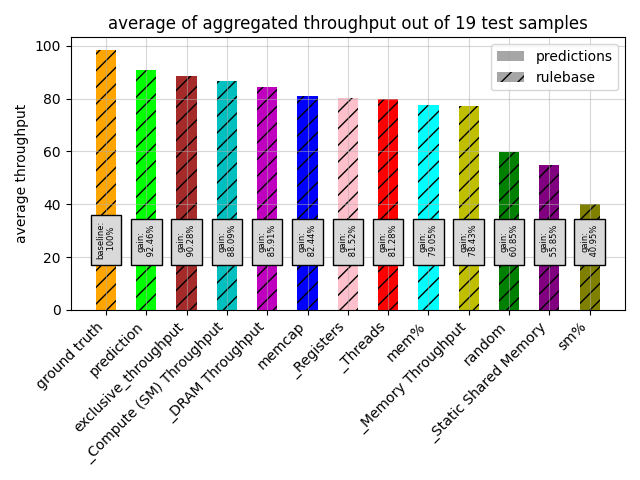 average of aggregated throughput out of 19 test samples
average throughput
100
80
60
40
20
0
predictions
rulebase
baseline:
100%
gain:
92.46%
gain:
90.28%
gain:
88.09%
gain:
85.91%
gain:
82.44%
gain:
81.52%
gain:
81.28%
gain:
79.05%
gain:
78.43%
gain:
60.85%
gain:
55.85%
gain:
40.95%
ground truth
prediction
exclusive_throughput
_Compute (SM) Throughput
_DRAM Throughput
memcap
_Registers
_Threads
mem%
_Memory Throughput
random
_Static Shared Memory
sm%